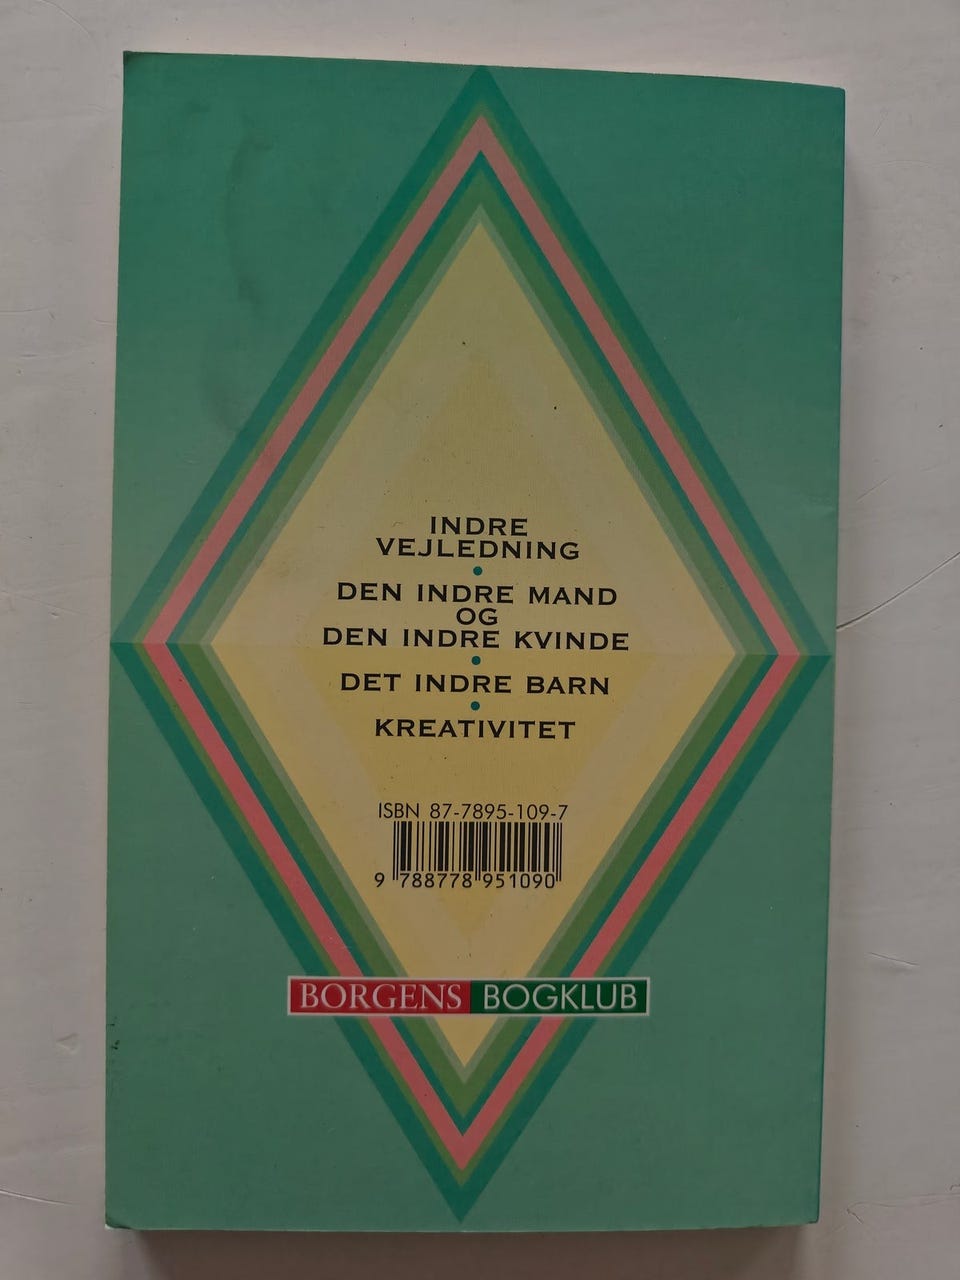 INDRE
VEJLEDNING
DEN INDRE MAND
OG
DEN INDRE KVINDE
DET INDRE BARN
KREATIVITET
ISBN 87-7895-109-7
9 788778 951090
BORGENS BOGKLUB